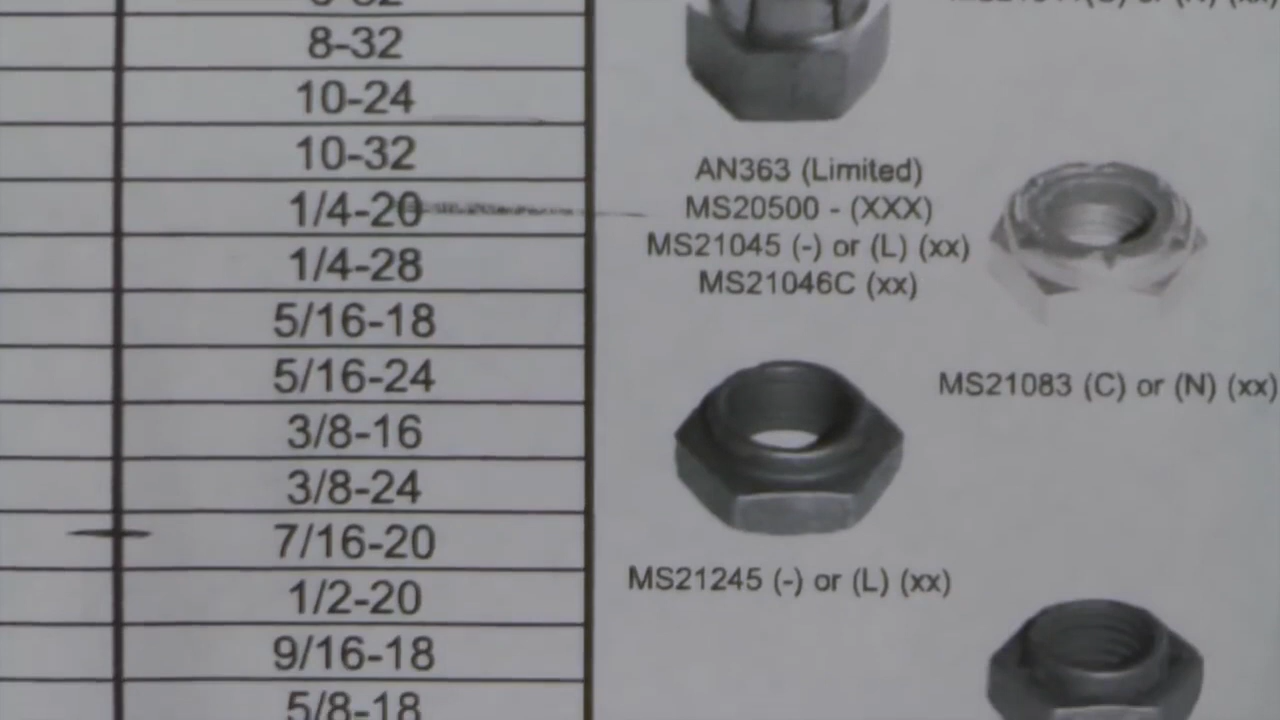 8-32
10-24
10-32
1/4-20
1/4-28
5/16-18
5/16-24
3/8-16
3/8-24
7/16-20
1/2-20
9/16-18
5/8-18
AN363 (Limited)
MS20500 - (XXX)
MS21045 (-) or (L) (xx)
MS21046C (xx)
MS21083 (C) or (N) (xx)
MS21245 (-) or (L) (xx)